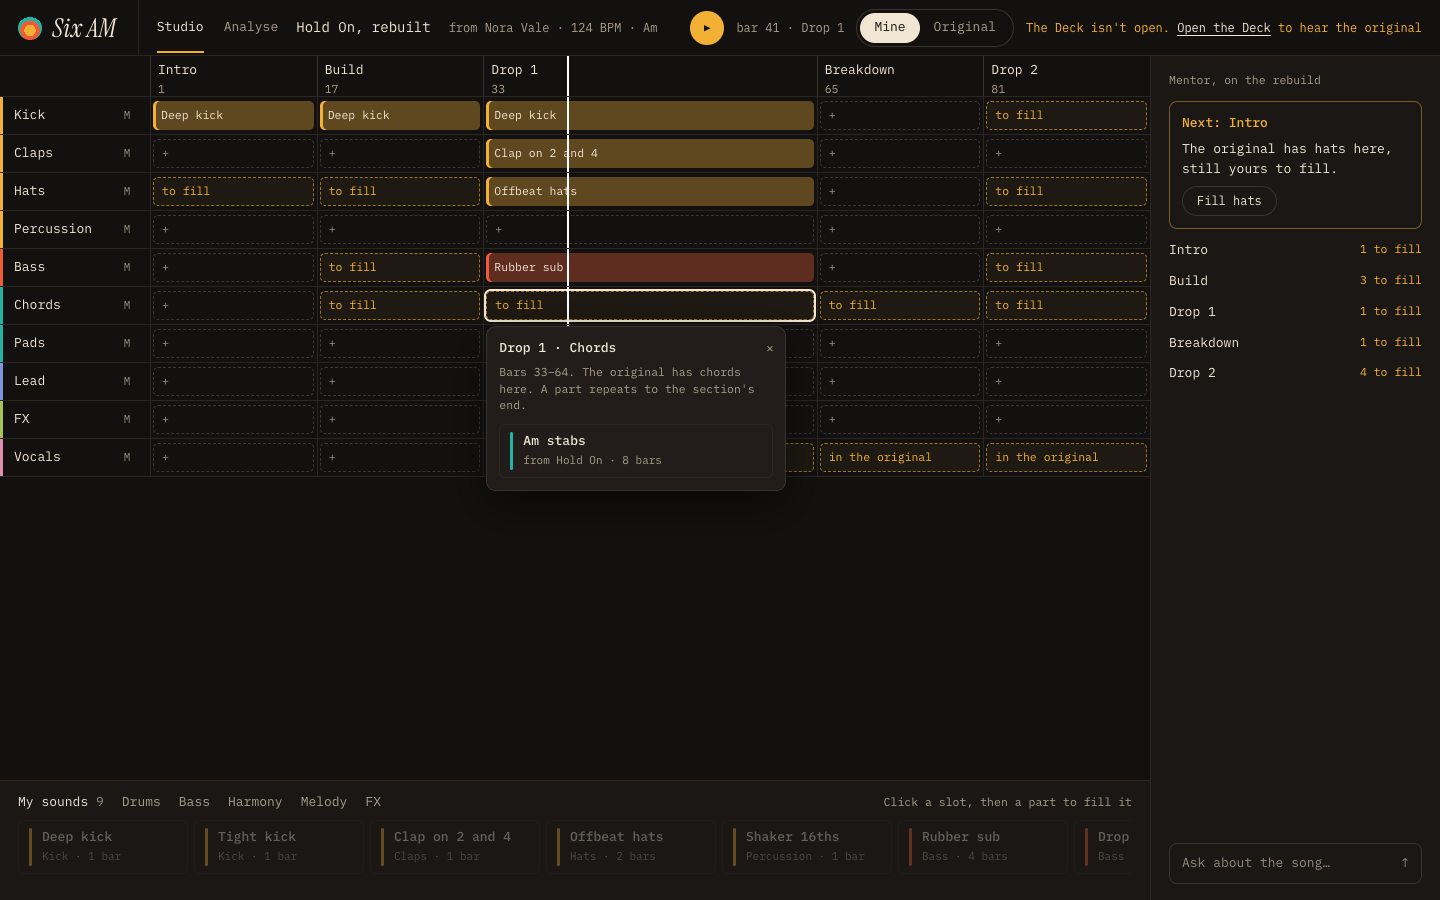 Six AM
Studio
Analyse
Hold On, rebuilt
from Nora Vale · 124 BPM · Am
▶
bar 41 · Drop 1
Mine
Original
The Deck isn't open. Open the Deck to hear the original
Intro
1
Build
17
Drop 1
33
Breakdown
65
Drop 2
81
Kick M Deep kick Deep kick Deep kick + to fill
Claps M + + Clap on 2 and 4 + +
Hats M to fill to fill Offbeat hats + to fill
Percussion M + + + + +
Bass M + to fill Rubber sub + to fill
Chords M + to fill to fill to fill to fill
Pads M + + + +
Lead M + + + +
FX M + + + +
Vocals M + + in the original in the original
Drop 1 · Chords ×
Bars 33–64. The original has chords
here. A part repeats to the section's
end.
Am stabs
from Hold On · 8 bars
Mentor, on the rebuild
Next: Intro
The original has hats here,
still yours to fill.
Fill hats
Intro 1 to fill
Build 3 to fill
Drop 1 1 to fill
Breakdown 1 to fill
Drop 2 4 to fill
Ask about the song… ↑
My sounds 9 Drums Bass Harmony Melody FX
Click a slot, then a part to fill it
Deep kick
Kick · 1 bar
Tight kick
Kick · 1 bar
Clap on 2 and 4
Claps · 1 bar
Offbeat hats
Hats · 2 bars
Shaker 16ths
Percussion · 1 bar
Rubber sub
Bass · 4 bars
Drop
Bass